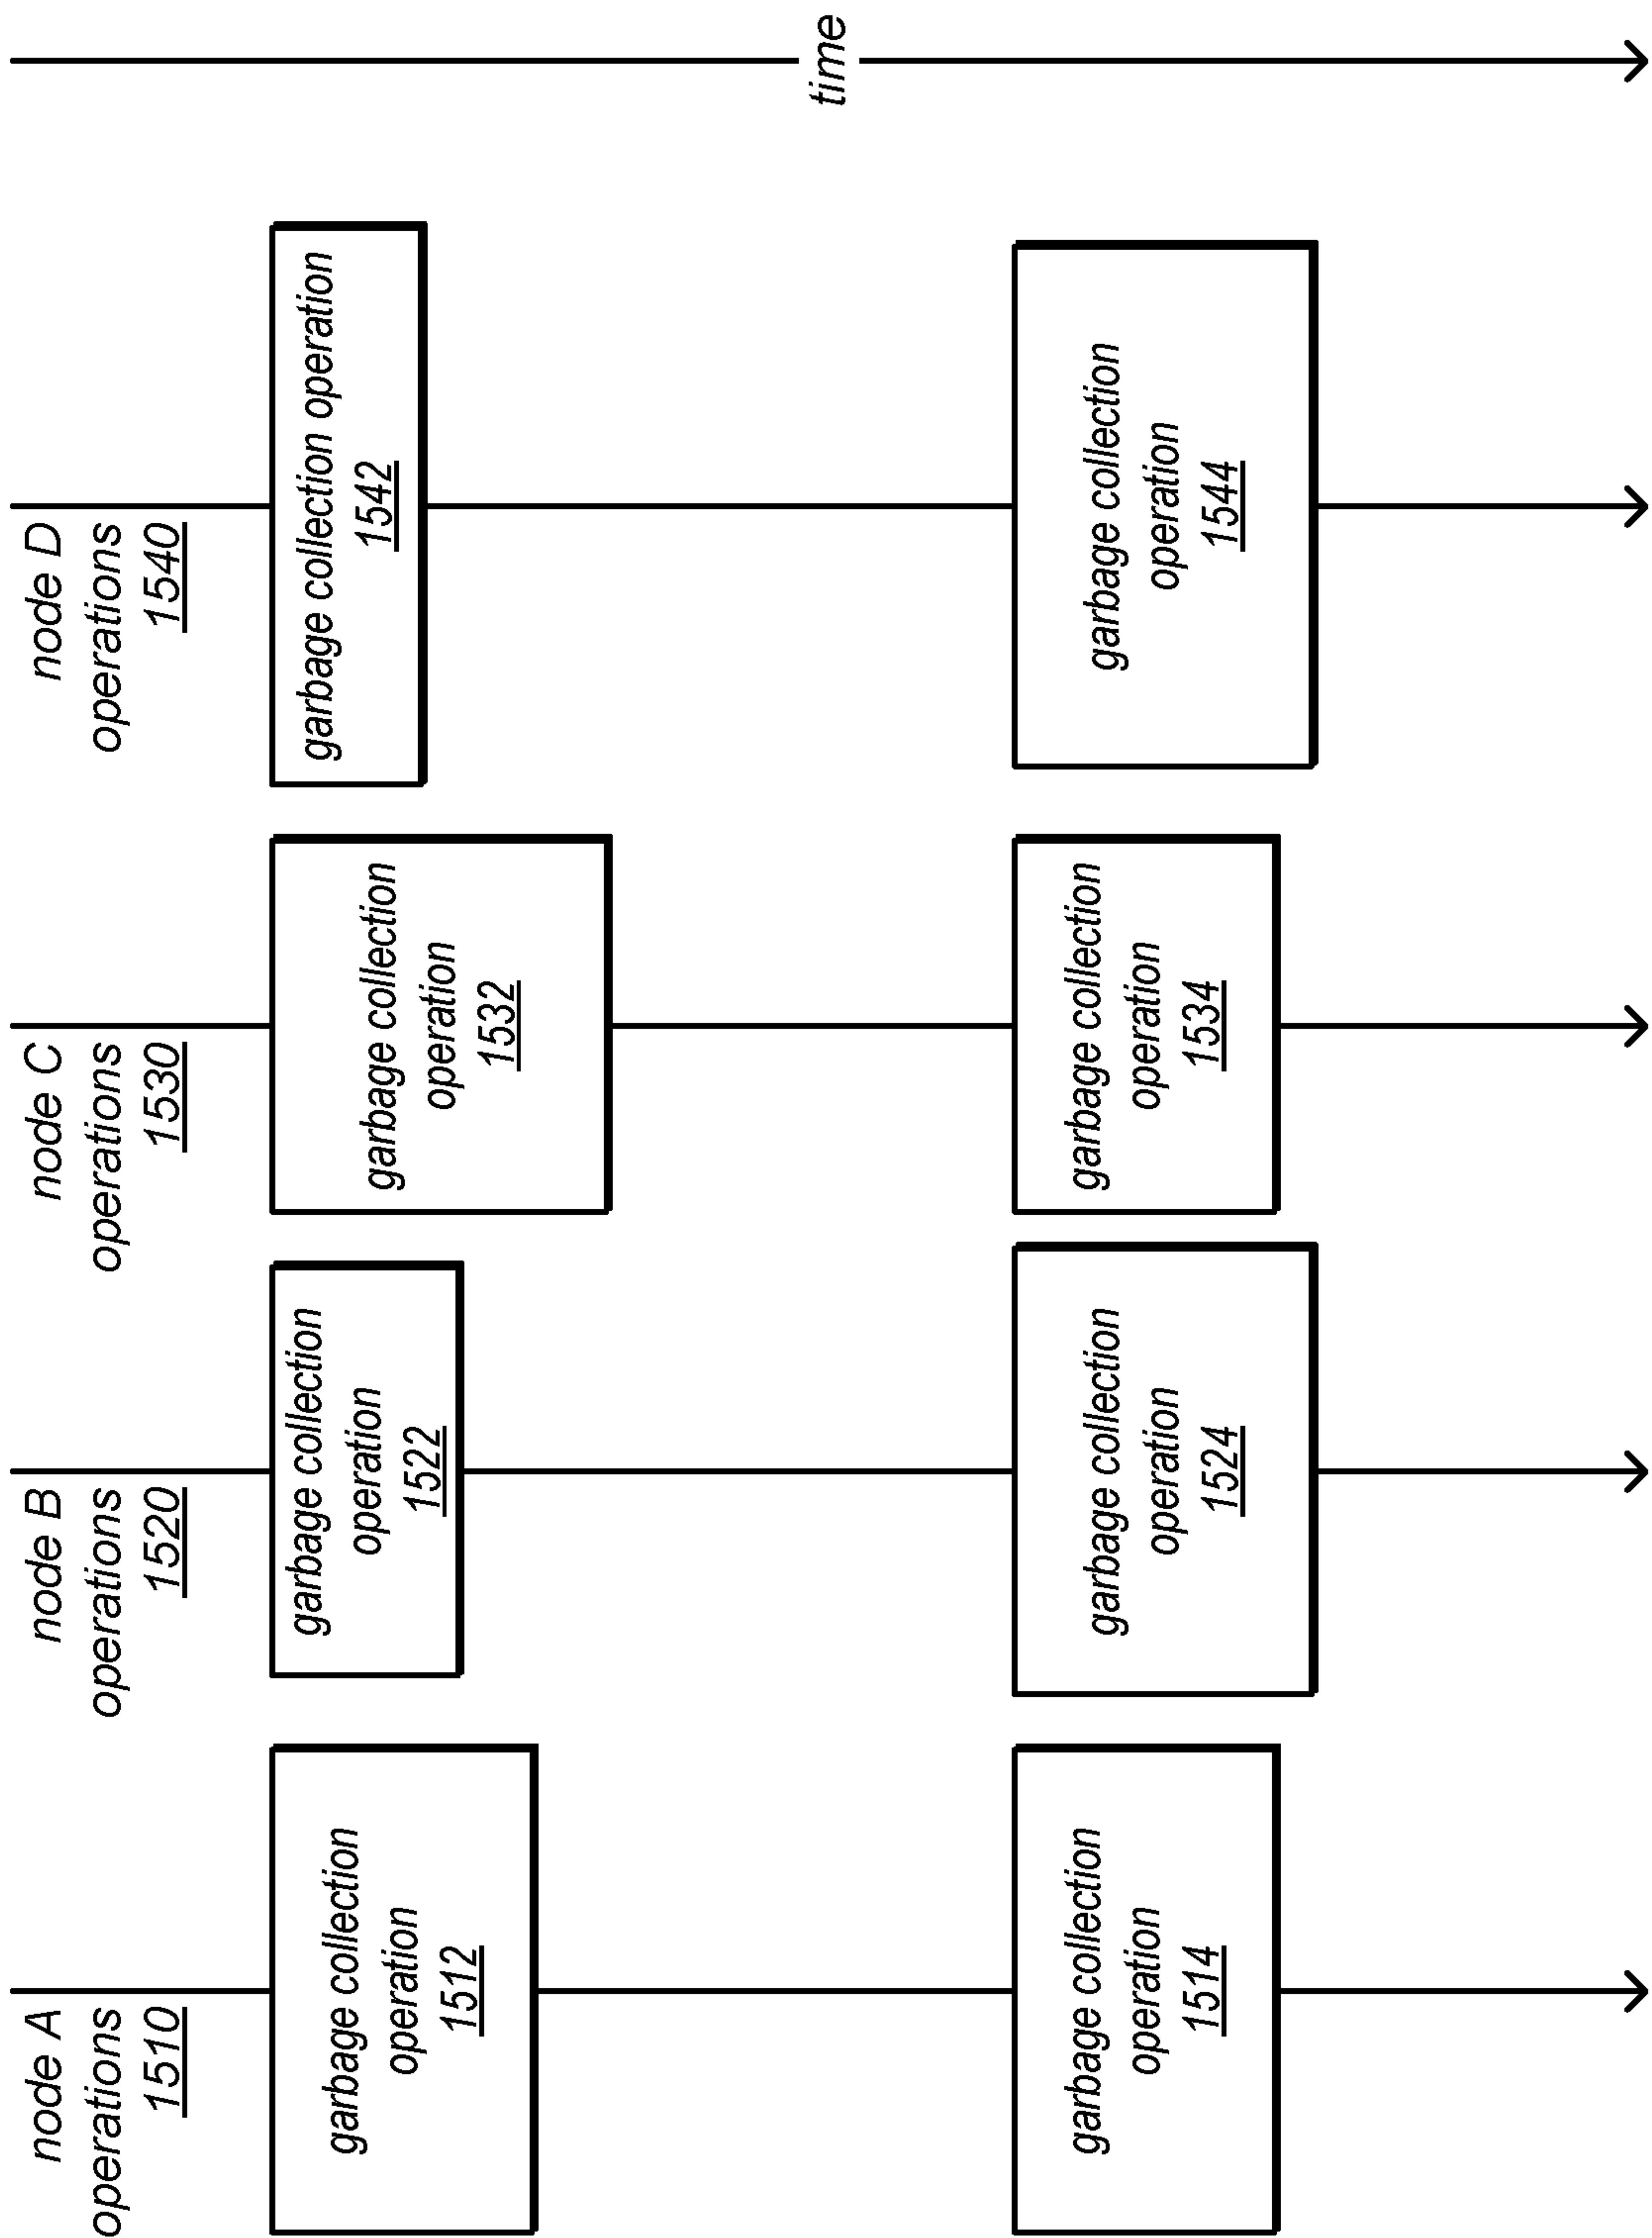 node A
operations
1510
garbage collection
operation
1512
garbage collection
operation
1514
node B
operations
1520
garbage collection
operation
1522
garbage collection
operation
1524
node C
operations
1530
garbage collection
operation
1532
garbage collection
operation
1534
node D
operations
1540
garbage collection operation
1542
garbage collection
operation
1544
time